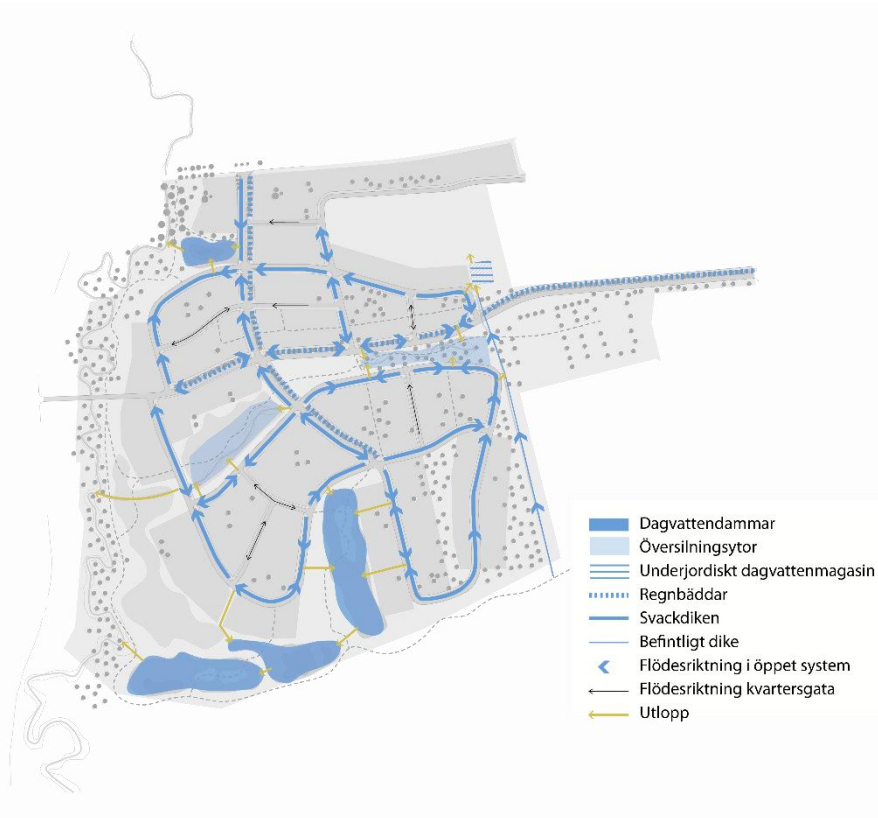 Dagvattendammar
Översilningsytor
Underjordiskt dagvattenmagasin
Regnbäddar
Svackdiken
Befintligt dike
Flödesriktning i öppet system
Flödesriktning kvartersgata
Utlopp